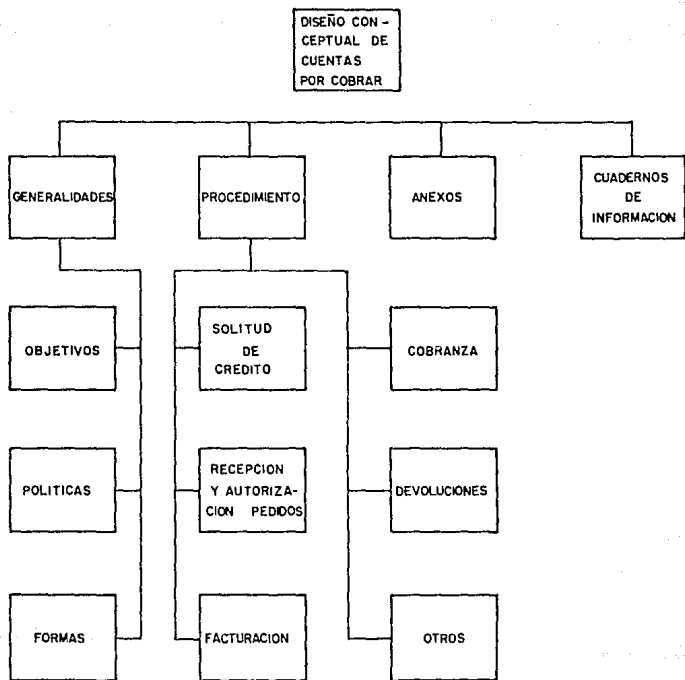 DISEÑO CON-
CEPTUAL DE
CUENTAS
POR COBRAR
GENERALIDADES
PROCEDIMIENTO
ANEXOS
CUADERNOS
DE
INFORMACION
OBJETIVOS
SOLITUD
DE
CREDITO
COBRANZA
POLITICAS
RECEPCION
Y AUTORIZA-
CION PEDIDOS
DEVOLUCIONES
FORMAS
FACTURACION
OTROS